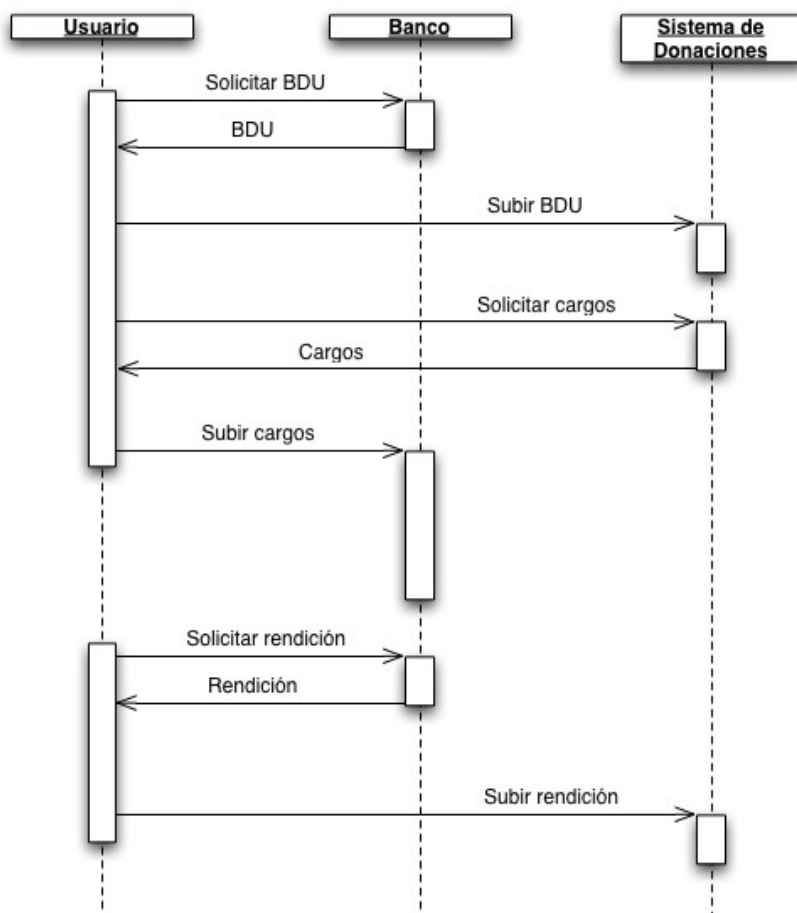 Usuario
Banco
Sistema de
Donaciones
Solicitar BDU
BDU
Subir BDU
Solicitar cargos
Cargos
Subir cargos
Solicitar rendición
Rendición
Subir rendición